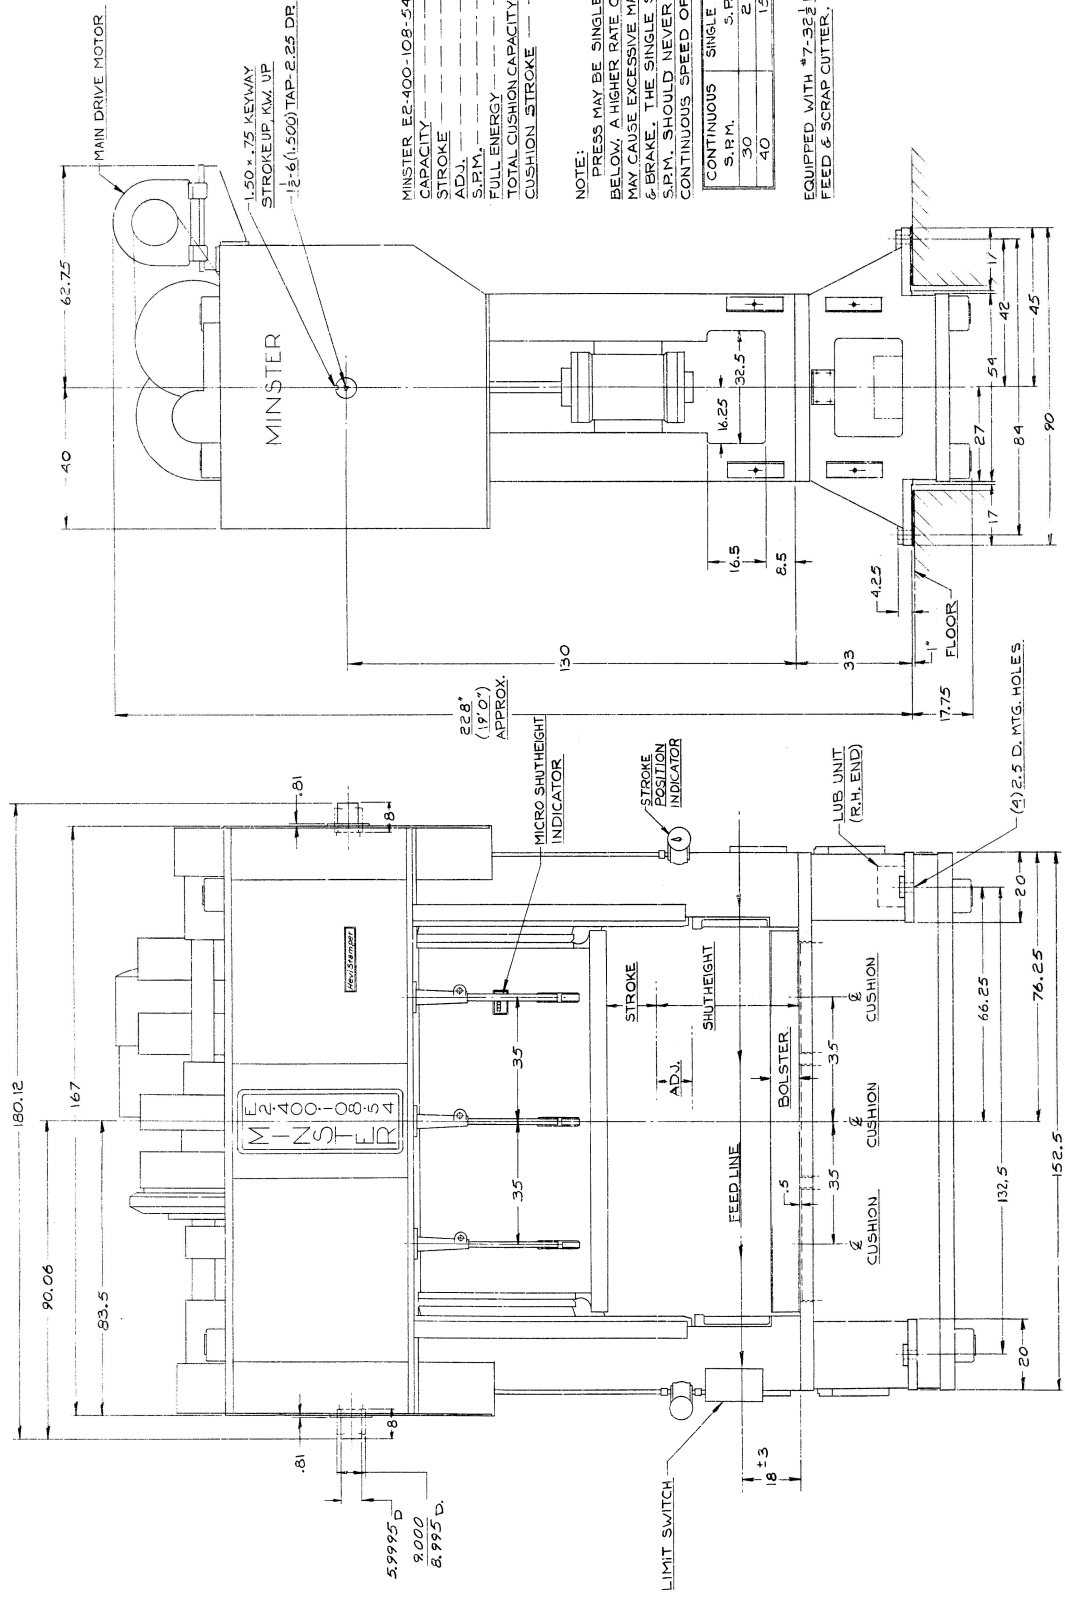 180.12
90.06
167
83.5
.81
.81
8
8
5.9995 D
9.000
8.995 D.
HeviStamper
MINSTER
E2-400-108-54
MICRO SHUTHEIGHT
INDICATOR
STROKE
POSITION
INDICATOR
35
35
STROKE
SHUTHEIGHT
ADJ.
FEED LINE
BOLSTER
.5
LIMIT SWITCH
18 ±3
35
35
℄
CUSHION
℄
CUSHION
℄
CUSHION
LUB UNIT
(R.H. END)
(4) 2.5 D. MTG. HOLES
20
20
66.25
76.25
132.5
152.5
40
62.75
MAIN DRIVE MOTOR
1.50 x .75 KEYWAY
STROKEUP, KW. UP
1½-6(1.500) TAP-2.25 DP.
MINSTER
228"
(19'0")
APPROX.
130
33
1"
17.75
16.5
8.5
4.25
16.25
32.5
FLOOR
17
17
27
54
42
45
84
90
MINSTER E2-400-108-54
CAPACITY
STROKE
ADJ.
S.P.M.
FULL ENERGY
TOTAL CUSHION CAPACITY
CUSHION STROKE
NOTE:
PRESS MAY BE SINGLE
BELOW. A HIGHER RATE
MAY CAUSE EXCESSIVE
& BRAKE. THE SINGLE
S.P.M. SHOULD NEVER
CONTINUOUS SPEED OF
CONTINUOUS SINGLE
S.P.M.
30
40
EQUIPPED WITH #7-32½
FEED & SCRAP CUTTER.